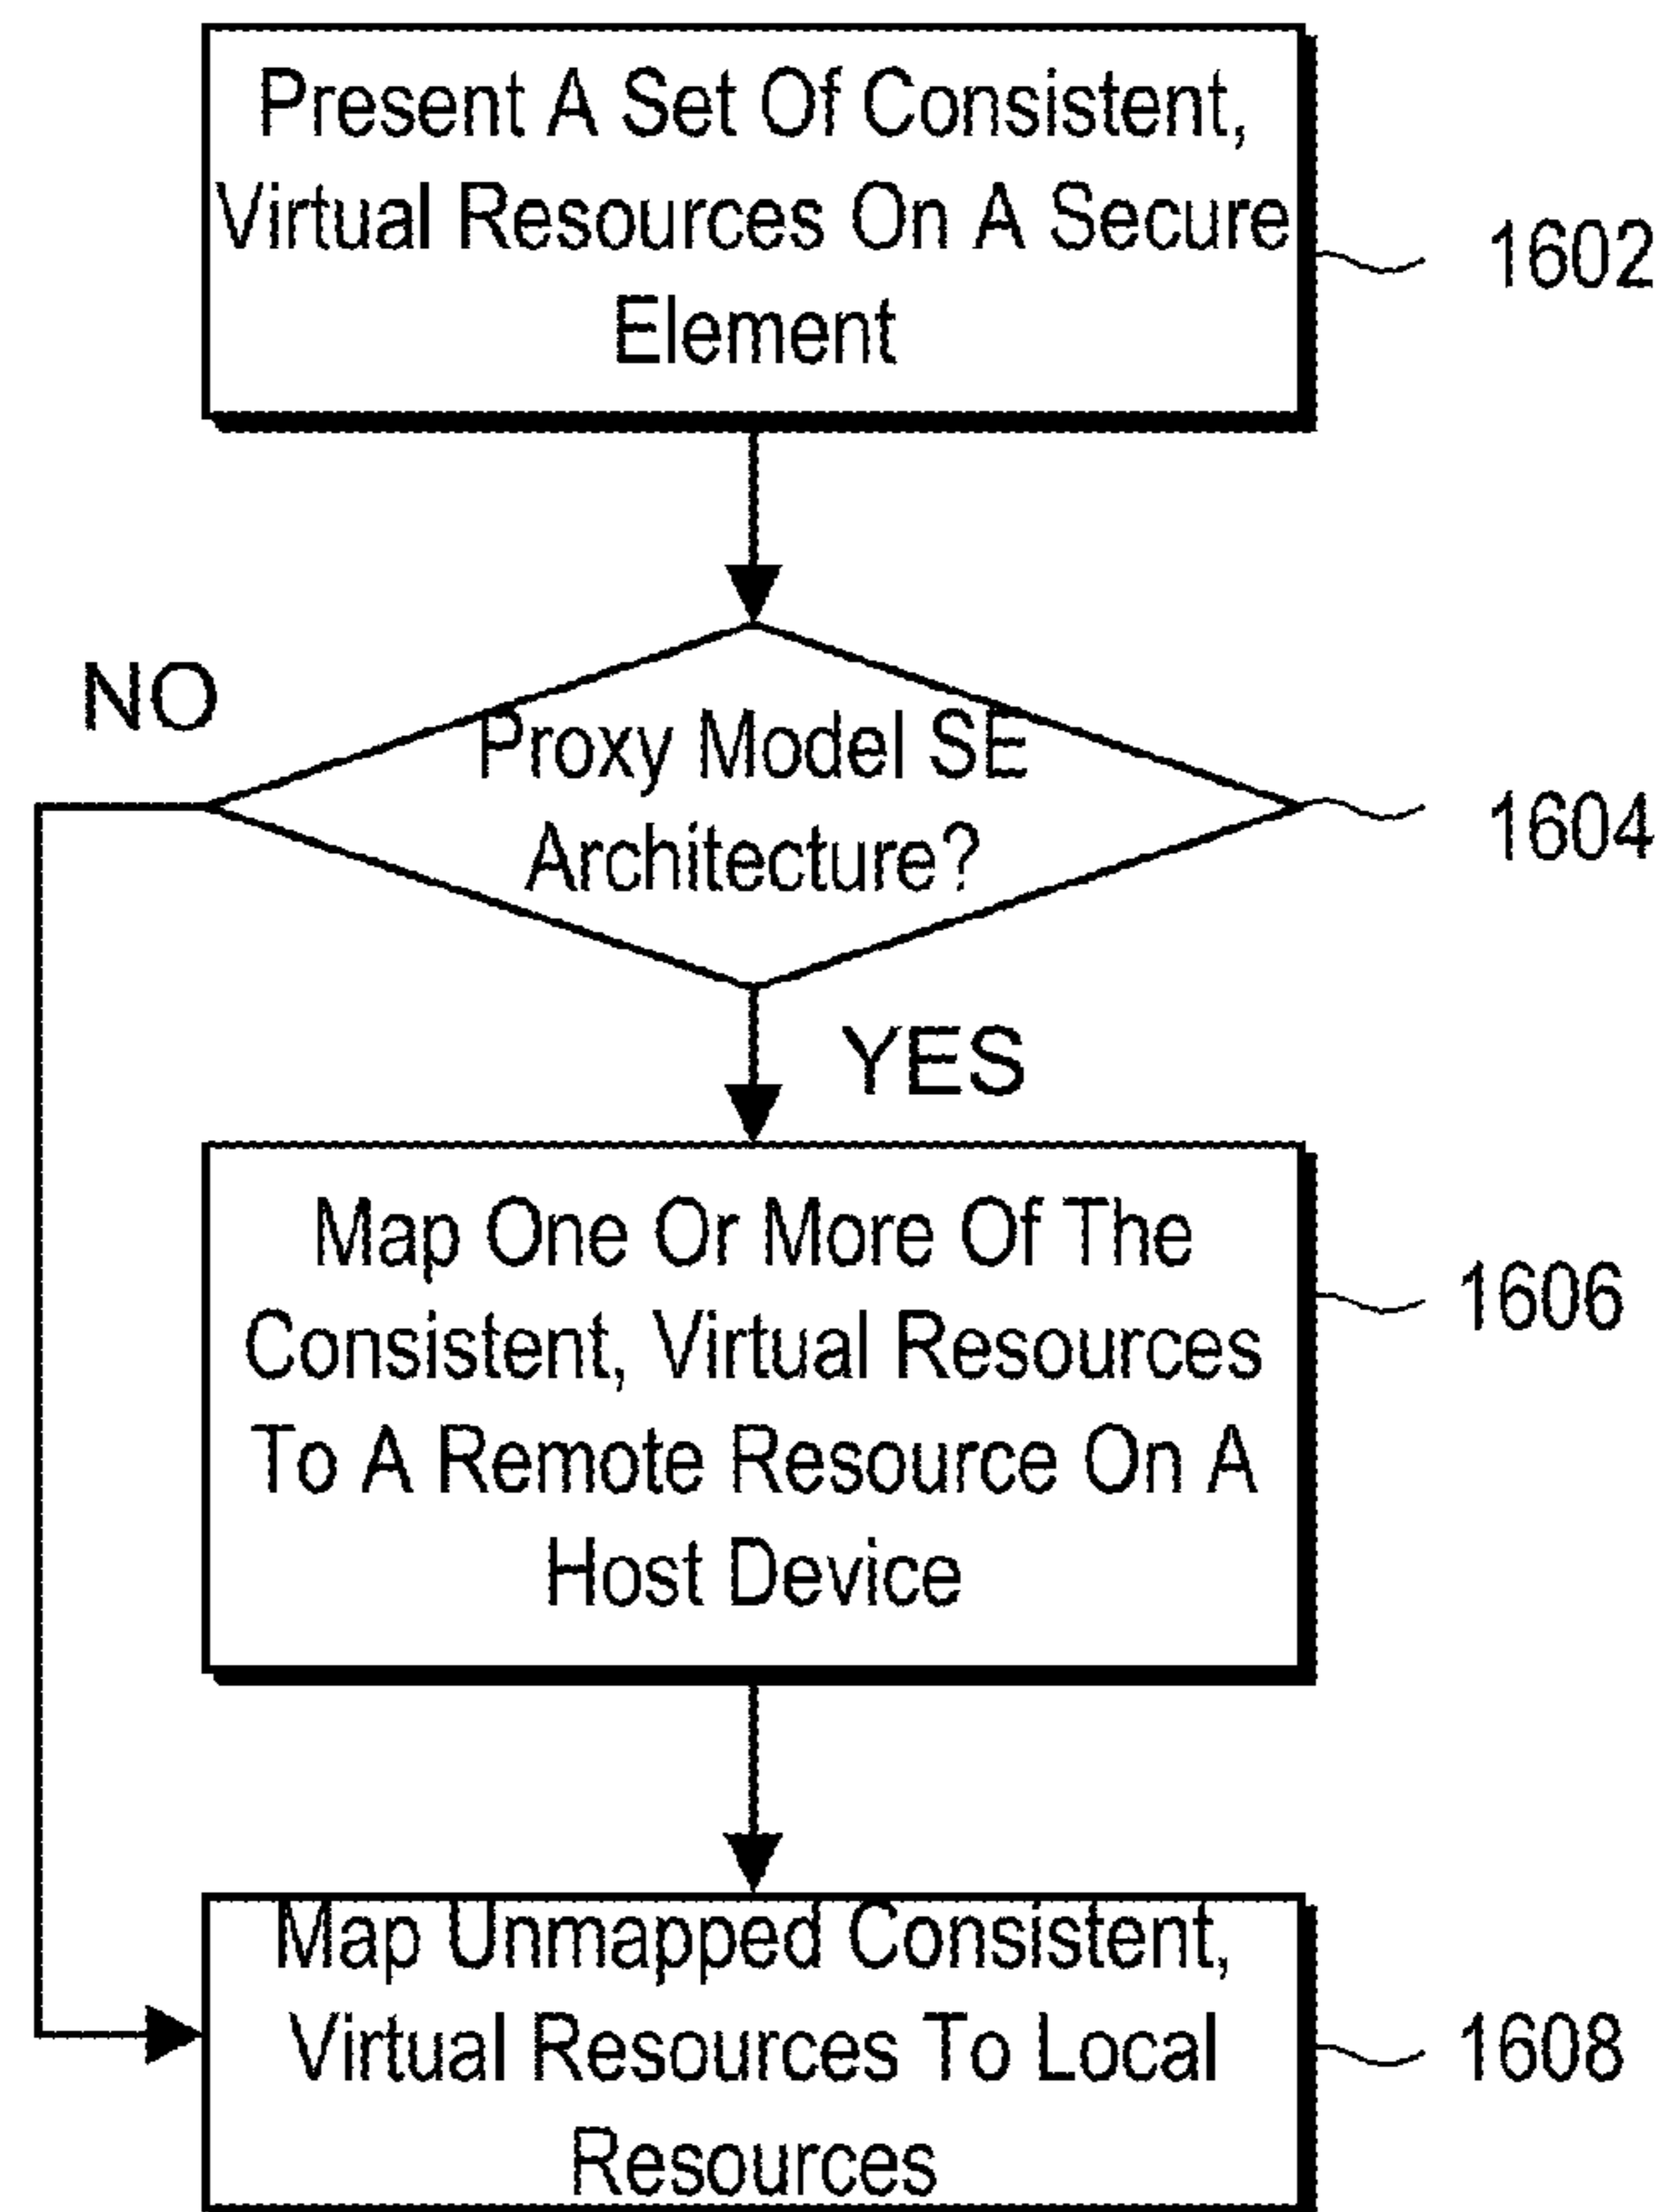 Present A Set Of Consistent,
Virtual Resources On A Secure
Element
1602
NO
Proxy Model SE
Architecture?
1604
YES
Map One Or More Of The
Consistent, Virtual Resources
To A Remote Resource On A
Host Device
1606
Map Unmapped Consistent,
Virtual Resources To Local
Resources
1608